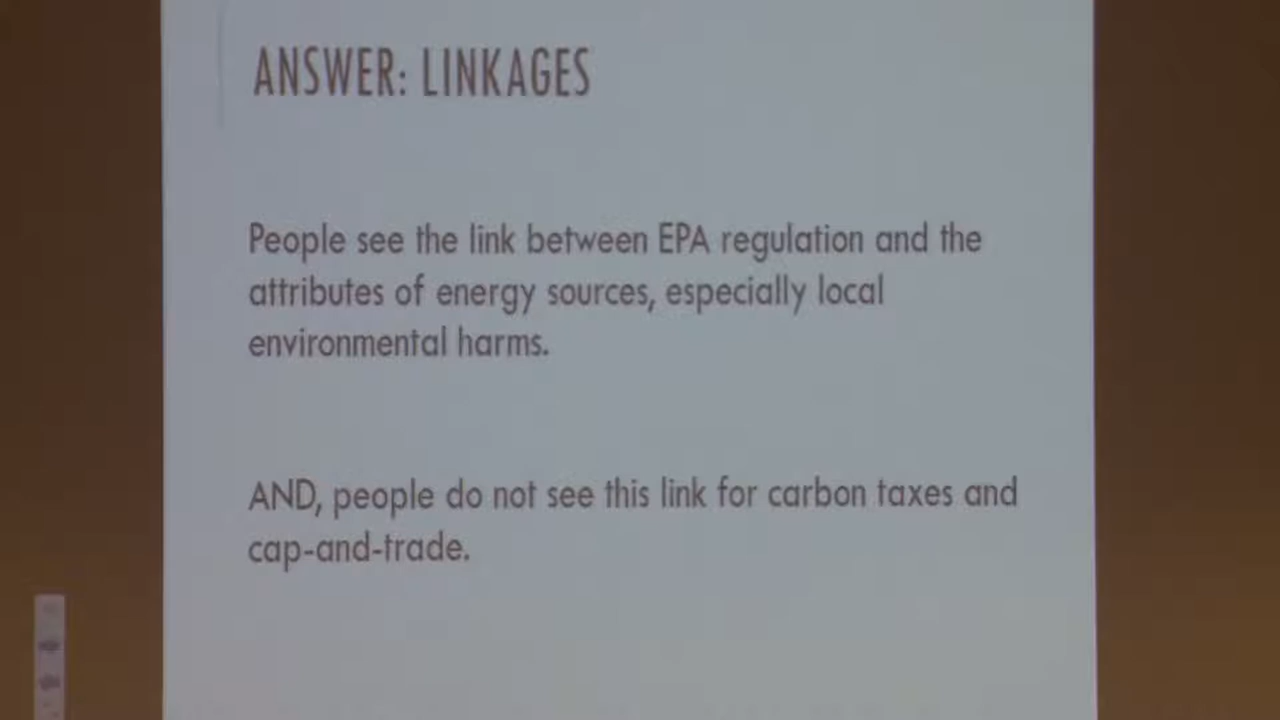 ANSWER: LINKAGES
People see the link between EPA regulation and the
attributes of energy sources, especially local
environmental harms.
AND, people do not see this link for carbon taxes and
cap-and-trade.